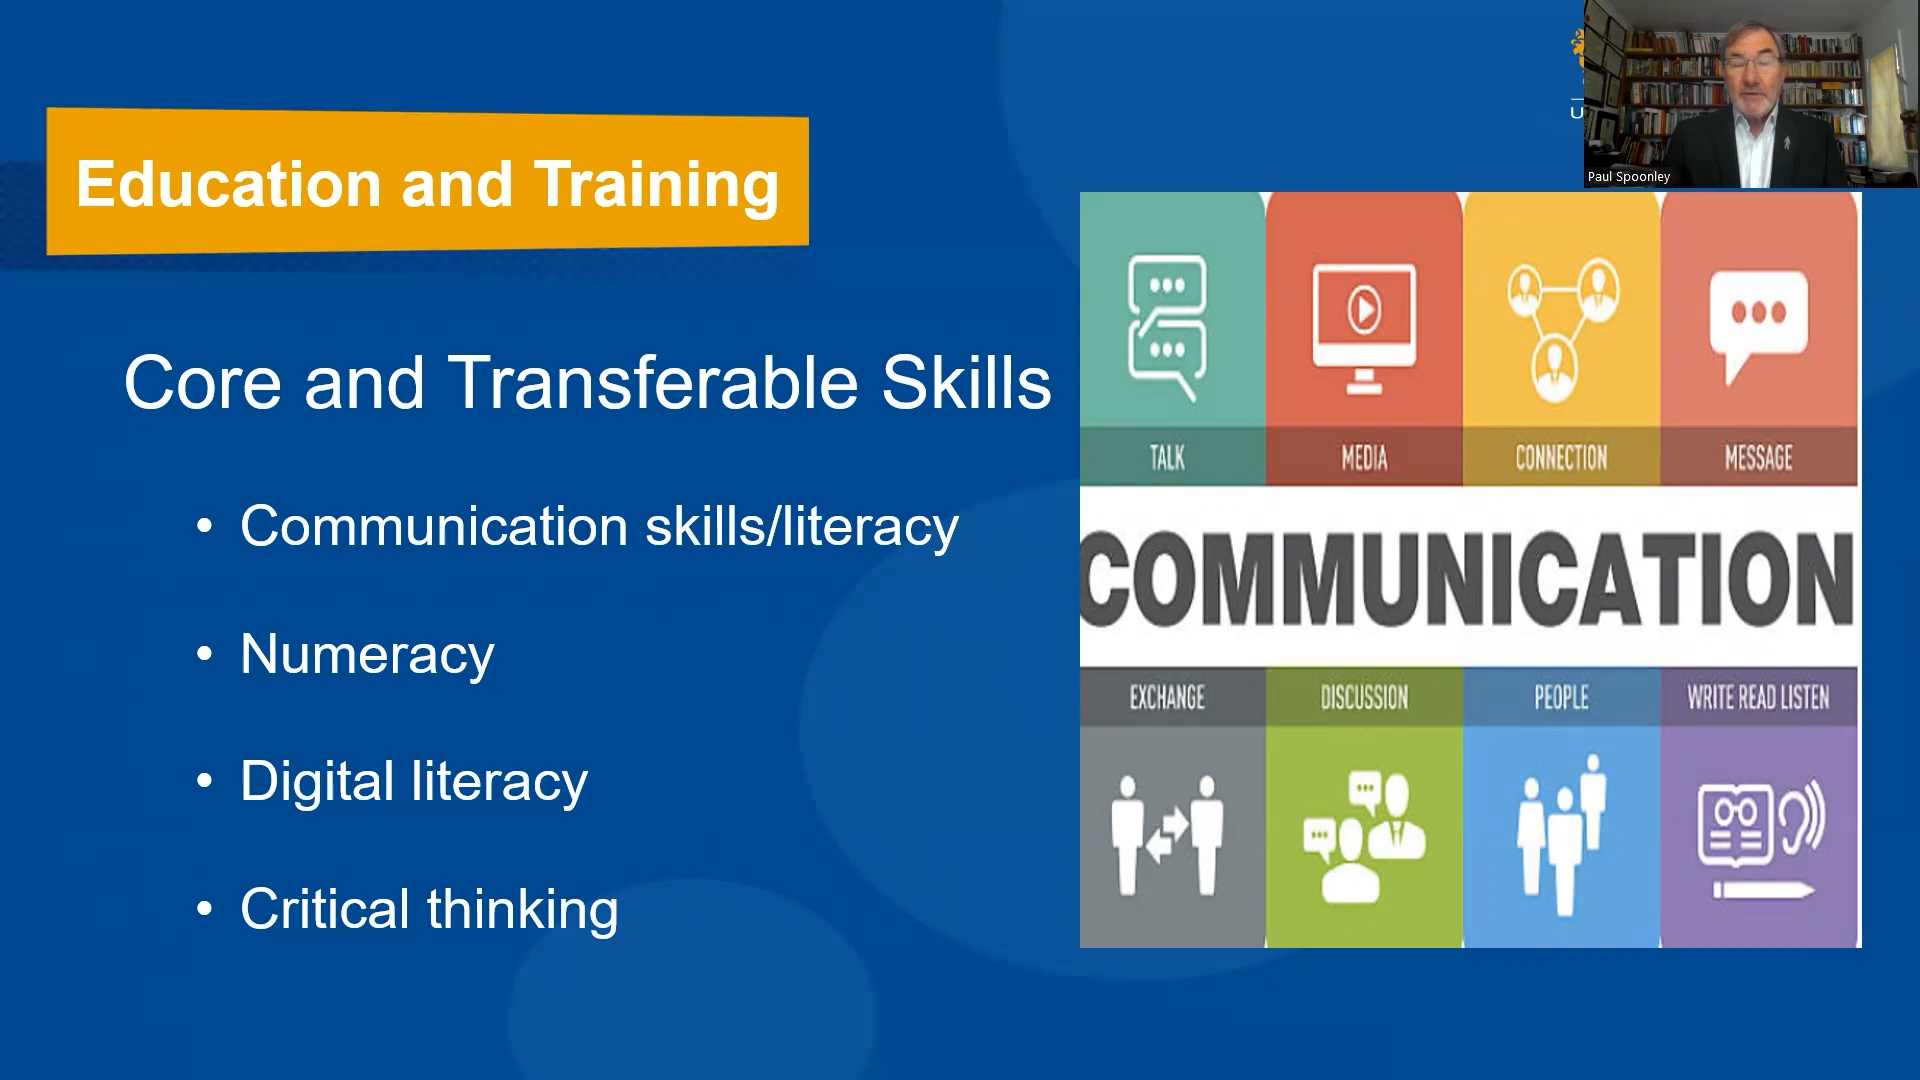 Education and Training
Paul Spoonley
Core and Transferable Skills
• Communication skills/literacy
• Numeracy
• Digital literacy
• Critical thinking
TALK
MEDIA
CONNECTION
MESSAGE
COMMUNICATION
EXCHANGE
DISCUSSION
PEOPLE
WRITE READ LISTEN